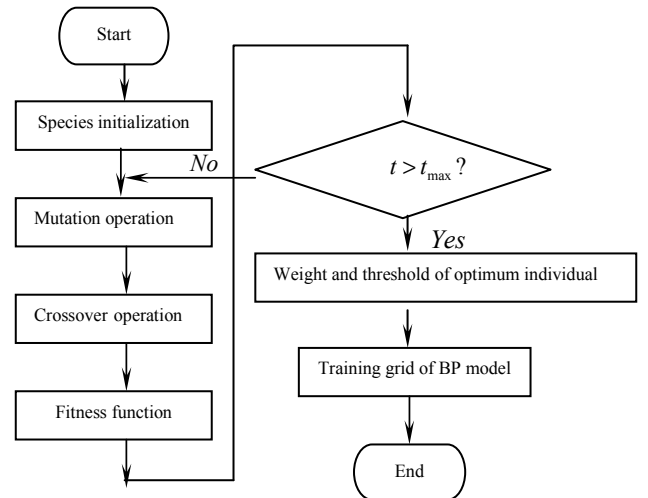 Start
Species initialization
Mutation operation
Crossover operation
Fitness function
No
t > t_max ?
Yes
Weight and threshold of optimum individual
Training grid of BP model
End